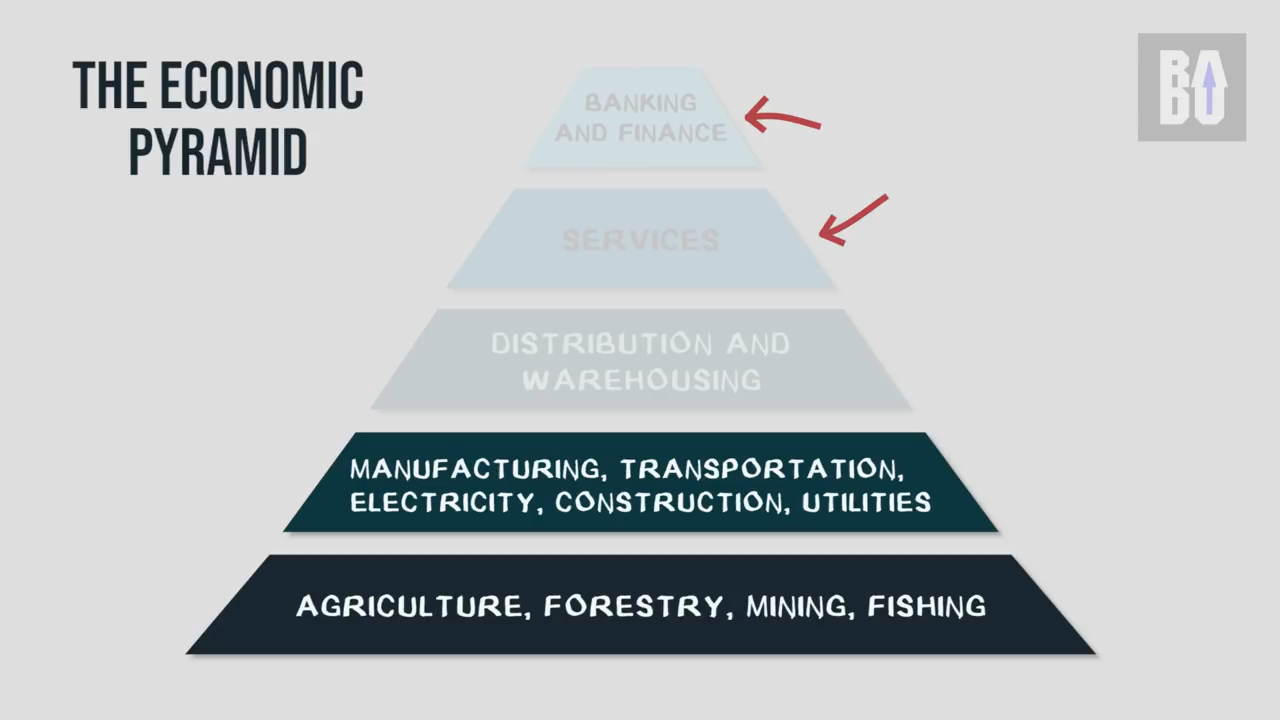 THE ECONOMIC
PYRAMID
BABU
BANKING
AND FINANCE
SERVICES
DISTRIBUTION AND
WAREHOUSING
MANUFACTURING, TRANSPORTATION,
ELECTRICITY, CONSTRUCTION, UTILITIES
AGRICULTURE, FORESTRY, MINING, FISHING